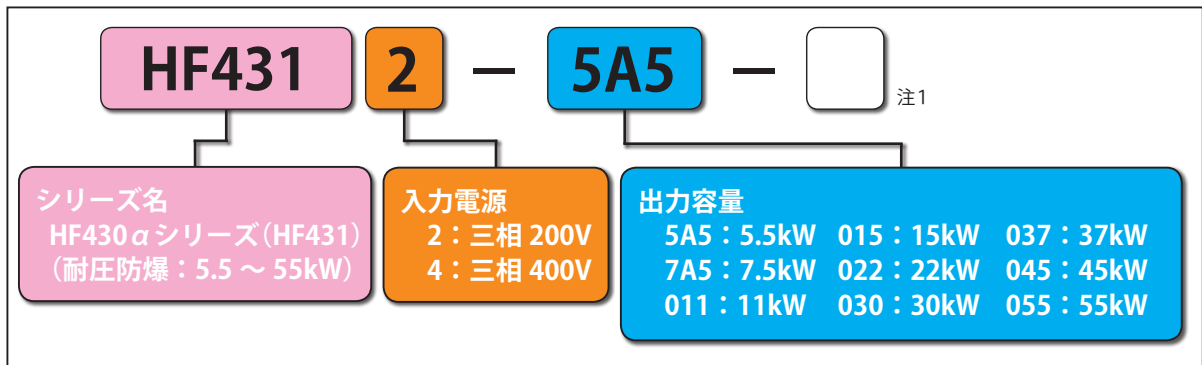 HF431 2 － 5A5 － 注1
シリーズ名
HF430αシリーズ（HF431）
（耐圧防爆：5.5 ～ 55kW）
入力電源
2：三相 200V
4：三相 400V
出力容量
5A5：5.5kW 015：15kW 037：37kW
7A5：7.5kW 022：22kW 045：45kW
011：11kW 030：30kW 055：55kW